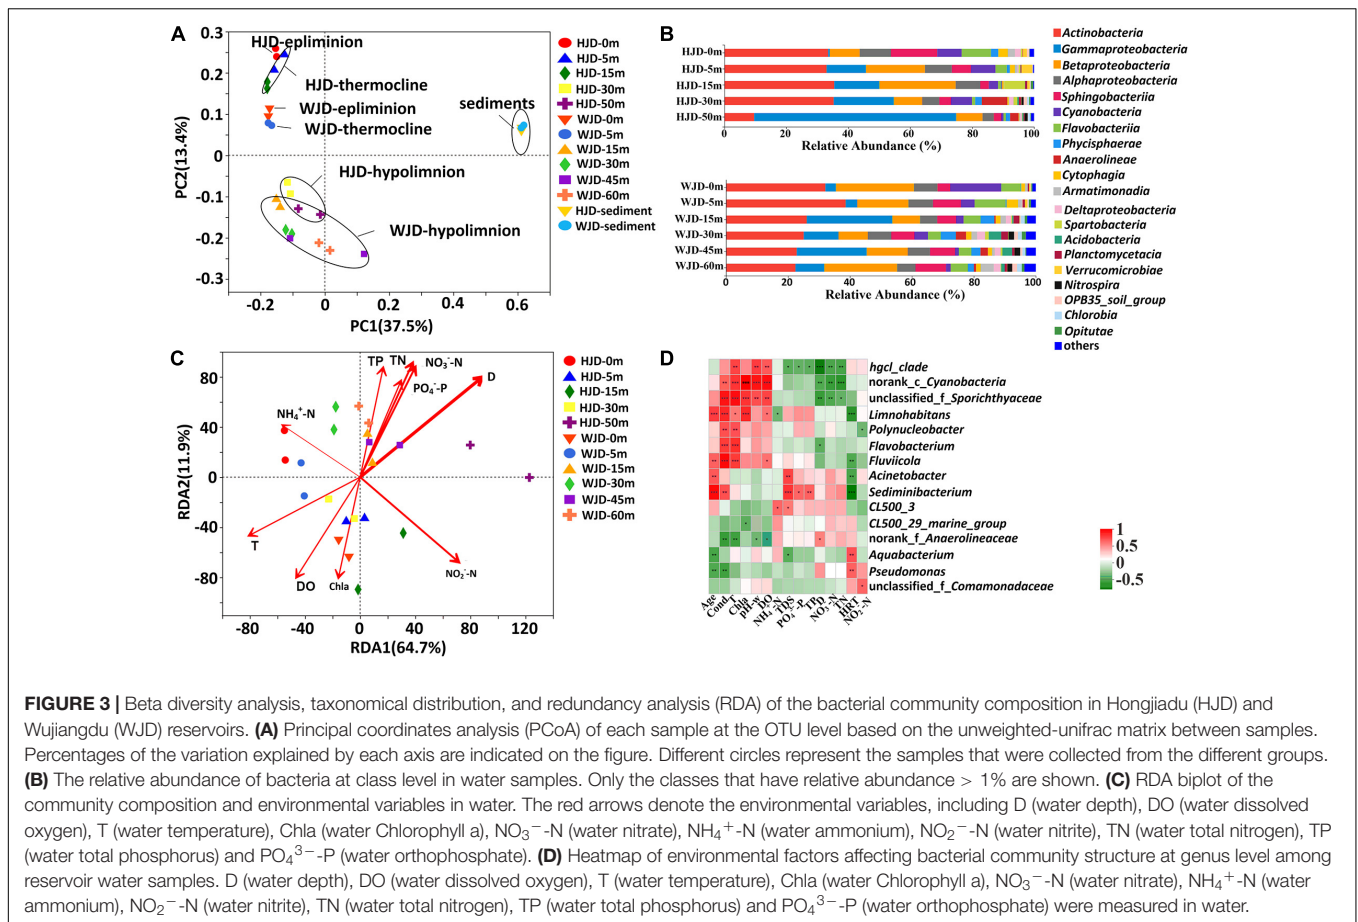 A
0.3
0.2
0.1
0
-0.1
-0.2
-0.3
PC2(13.4%)
-0.2
0
0.2
0.4
0.6
PC1(37.5%)
HJD-epliminion
HJD-thermocline
WJD-epliminion
WJD-thermocline
sediments
HJD-hypolimnion
WJD-hypolimnion
HJD-0m
HJD-5m
HJD-15m
HJD-30m
HJD-50m
WJD-0m
WJD-5m
WJD-15m
WJD-30m
WJD-45m
WJD-60m
HJD-sediment
WJD-sediment
B
HJD-0m
HJD-5m
HJD-15m
HJD-30m
HJD-50m
0 20 40 60 80 100
Relative Abundance (%)
WJD-0m
WJD-5m
WJD-15m
WJD-30m
WJD-45m
WJD-60m
0 20 40 60 80 100
Relative Abundance (%)
Actinobacteria
Gammaproteobacteria
Betaproteobacteria
Alphaproteobacteria
Sphingobacteriia
Cyanobacteria
Flavobacteriia
Phycisphaerae
Anaerolineae
Cytophagia
Armatimonadia
Deltaproteobacteria
Spartobacteria
Acidobacteria
Planctomycetacia
Verrucomicrobiae
Nitrospira
OPB35_soil_group
Chlorobia
Opitutae
others
C
80
40
0
-40
-80
RDA2(11.9%)
-80 -40 0 40 80 120
RDA1(64.7%)
TP
TN
NO₃⁻-N
PO₄³⁻-P
D
NH₄⁺-N
T
DO
Chla
NO₂⁻-N
HJD-0m
HJD-5m
HJD-15m
HJD-30m
HJD-50m
WJD-0m
WJD-5m
WJD-15m
WJD-30m
WJD-45m
WJD-60m
D
hgcl_clade
norank_c_Cyanobacteria
unclassified_f_Sporichthyaceae
Limnohabitans
Polynucleobacter
Flavobacterium
Fluviicola
Acinetobacter
Sediminibacterium
CL500_3
CL500_29_marine_group
norank_f_Anaerolineaceae
Aquabacterium
Pseudomonas
unclassified_f_Comamonadaceae
Age
Cond
T
Chla
pH-w
DO
NH₄⁺-N
TDS
PO₄³⁻-P
TP
D
NO₃⁻-N
TN
HRT
NO₂⁻-N
1
0.5
0
-0.5
FIGURE 3 | Beta diversity analysis, taxonomical distribution, and redundancy analysis (RDA) of the bacterial community composition in Hongjiadu (HJD) and
Wujiangdu (WJD) reservoirs. (A) Principal coordinates analysis (PCoA) of each sample at the OTU level based on the unweighted-unifrac matrix between samples.
Percentages of the variation explained by each axis are indicated on the figure. Different circles represent the samples that were collected from the different groups.
(B) The relative abundance of bacteria at class level in water samples. Only the classes that have relative abundance > 1% are shown. (C) RDA biplot of the
community composition and environmental variables in water. The red arrows denote the environmental variables, including D (water depth), DO (water dissolved
oxygen), T (water temperature), Chla (water Chlorophyll a), NO₃⁻-N (water nitrate), NH₄⁺-N (water ammonium), NO₂⁻-N (water nitrite), TN (water total nitrogen), TP
(water total phosphorus) and PO₄³⁻-P (water orthophosphate). (D) Heatmap of environmental factors affecting bacterial community structure at genus level among
reservoir water samples. D (water depth), DO (water dissolved oxygen), T (water temperature), Chla (water Chlorophyll a), NO₃⁻-N (water nitrate), NH₄⁺-N (water
ammonium), NO₂⁻-N (water nitrite), TN (water total nitrogen), TP (water total phosphorus) and PO₄³⁻-P (water orthophosphate) were measured in water.